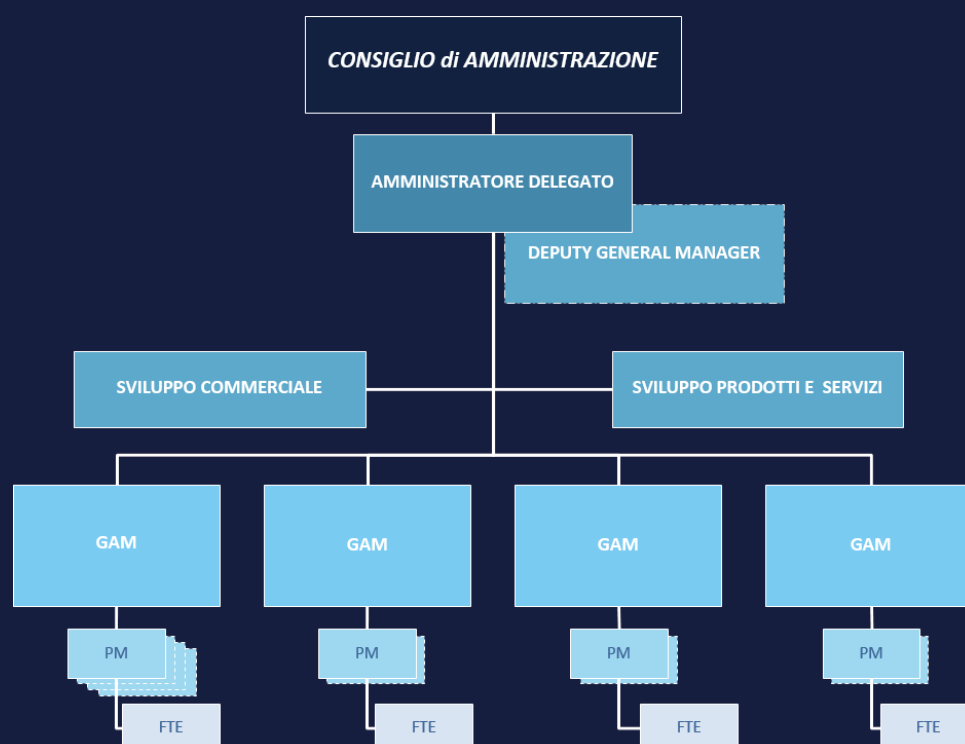 CONSIGLIO di AMMINISTRAZIONE
AMMINISTRATORE DELEGATO
DEPUTY GENERAL MANAGER
SVILUPPO COMMERCIALE
SVILUPPO PRODOTTI E SERVIZI
GAM
GAM
GAM
GAM
PM
PM
PM
PM
FTE
FTE
FTE
FTE